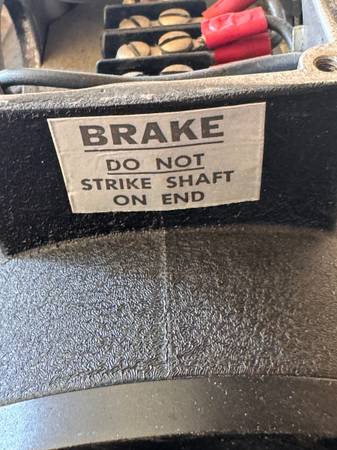 BRAKE
DO NOT
STRIKE SHAFT
ON END